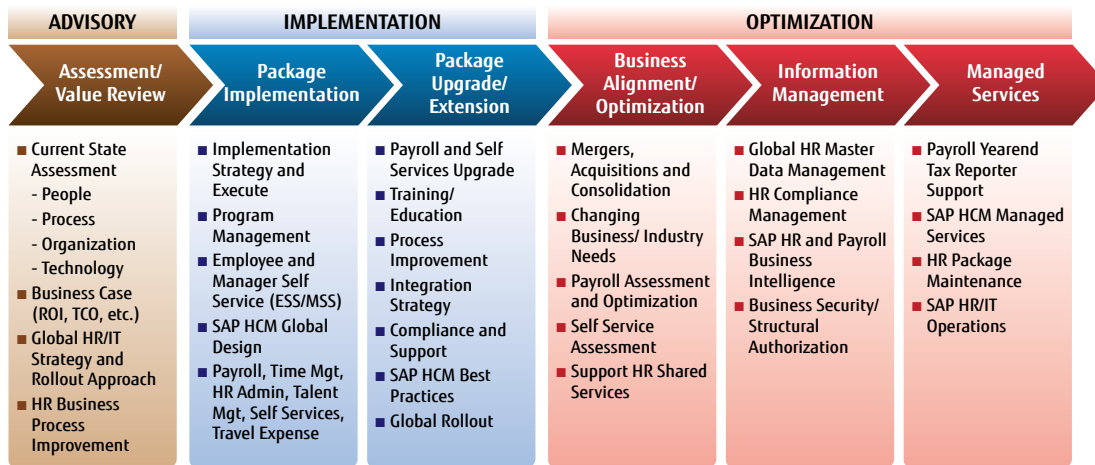 ADVISORY
IMPLEMENTATION
OPTIMIZATION
Assessment/
Value Review
Package
Implementation
Package
Upgrade/
Extension
Business
Alignment/
Optimization
Information
Management
Managed
Services
■ Current State
Assessment
- People
- Process
- Organization
- Technology
■ Business Case
(ROI, TCO, etc.)
■ Global HR/IT
Strategy and
Rollout Approach
■ HR Business
Process
Improvement
■ Implementation
Strategy and
Execute
■ Program
Management
■ Employee and
Manager Self
Service (ESS/MSS)
■ SAP HCM Global
Design
■ Payroll, Time Mgt,
HR Admin, Talent
Mgt, Self Services,
Travel Expense
■ Payroll and Self
Services Upgrade
■ Training/
Education
■ Process
Improvement
■ Integration
Strategy
■ Compliance and
Support
■ SAP HCM Best
Practices
■ Global Rollout
■ Mergers,
Acquisitions and
Consolidation
■ Changing
Business/ Industry
Needs
■ Payroll Assessment
and Optimization
■ Self Service
Assessment
■ Support HR Shared
Services
■ Global HR Master
Data Management
■ HR Compliance
Management
■ SAP HR and Payroll
Business
Intelligence
■ Business Security/
Structural
Authorization
■ Payroll Yearend
Tax Reporter
Support
■ SAP HCM Managed
Services
■ HR Package
Maintenance
■ SAP HR/IT
Operations